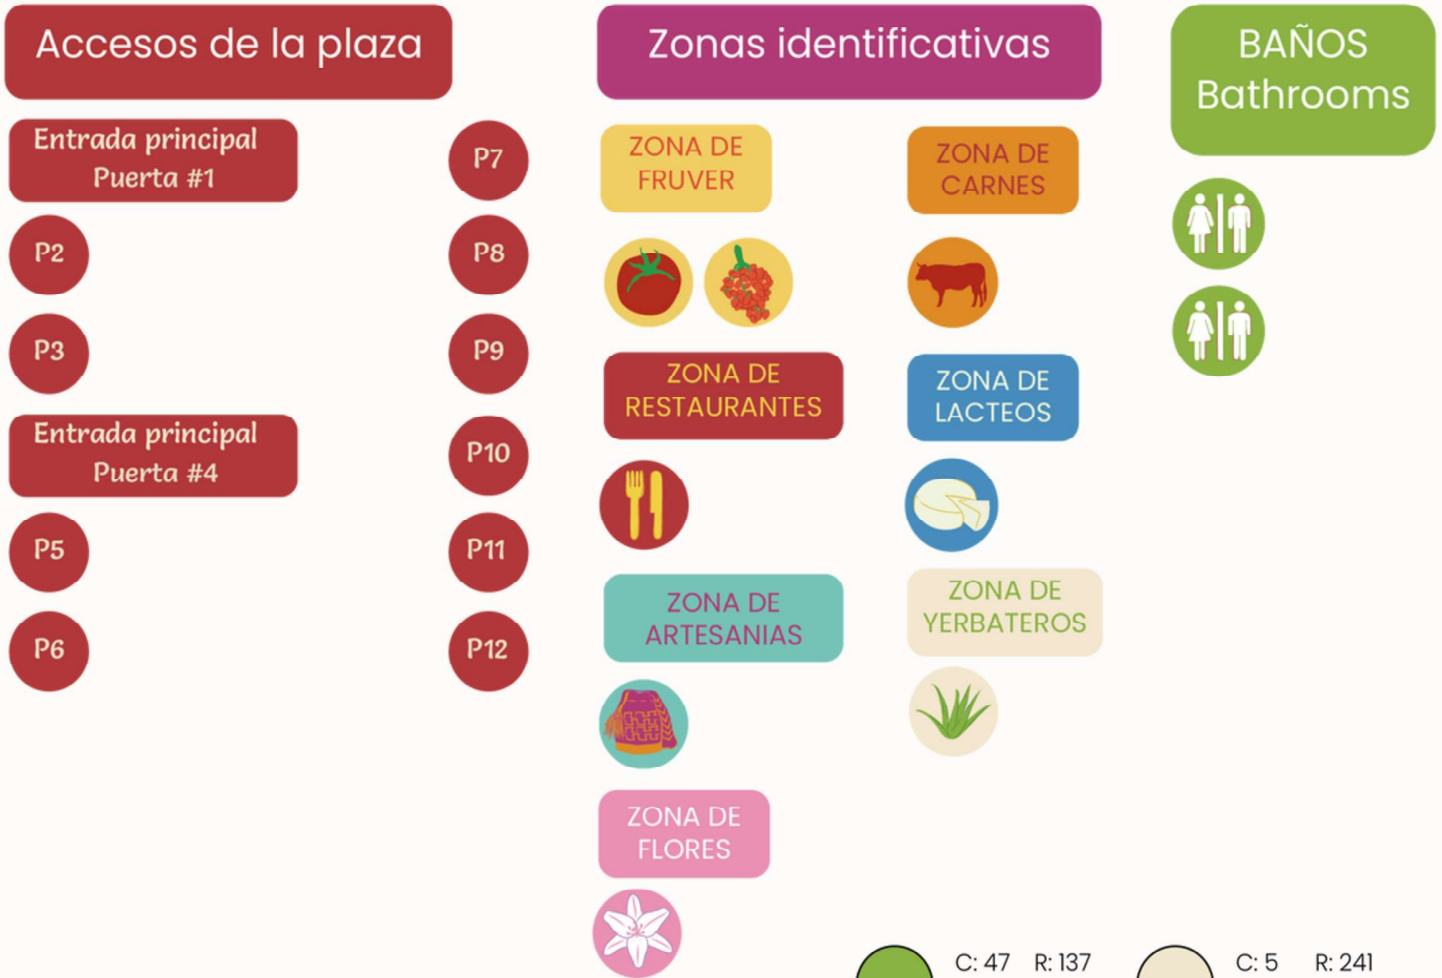 Accesos de la plaza
Entrada principal
Puerta #1
P2
P3
Entrada principal
Puerta #4
P5
P6
P7
P8
P9
P10
P11
P12
Zonas identificativas
ZONA DE
FRUVER
ZONA DE
RESTAURANTES
ZONA DE
ARTESANIAS
ZONA DE
FLORES
ZONA DE
CARNES
ZONA DE
LACTEOS
ZONA DE
YERBATEROS
BAÑOS
Bathrooms
C: 47 R: 137
C: 5 R: 241